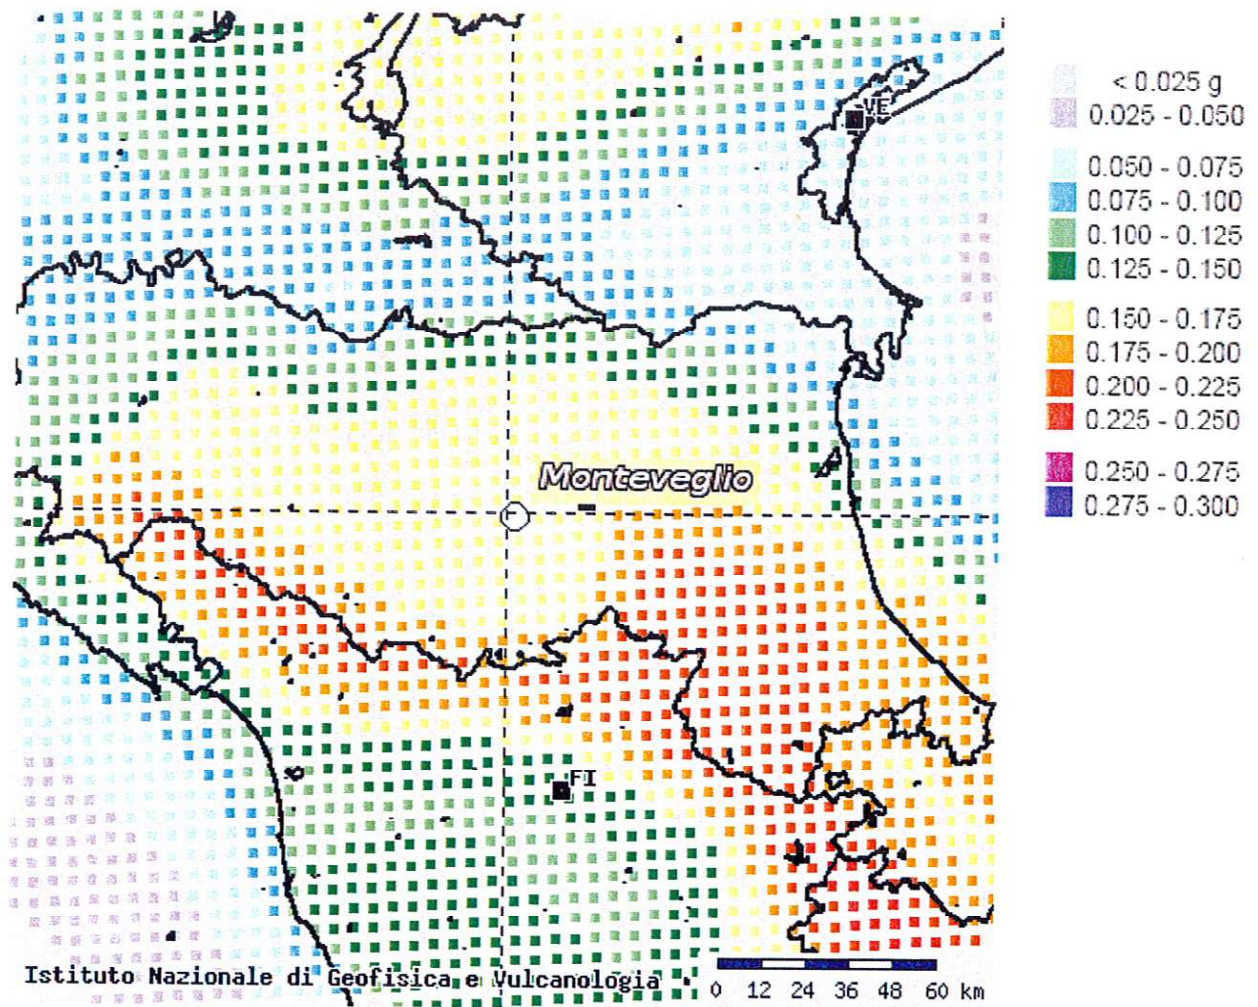 VE
< 0.025 g
0.025 - 0.050
0.050 - 0.075
0.075 - 0.100
0.100 - 0.125
0.125 - 0.150
0.150 - 0.175
0.175 - 0.200
0.200 - 0.225
0.225 - 0.250
0.250 - 0.275
0.275 - 0.300
Monteveglio
FI
Istituto Nazionale di Geofisica e Vulcanologia
0 12 24 36 48 60 km